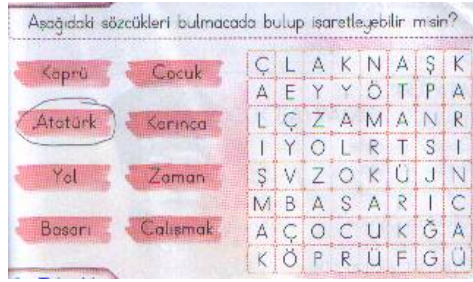 Aşağıdaki sözcükleri bulmacada bulup işaretleyebilir misin?
Köprü Çocuk
Atatürk Karınca
Yol Zaman
Başarı Çalışmak
Ç L A K N A Ş K
A E Y Y Ö T P A
L Ç Z A M A N R
I Y O L R T S I
Ş V Z O K Ü J N
M B A Ş A R I C
A Ç O C U K Ğ A
K Ö P R Ü F G Ü